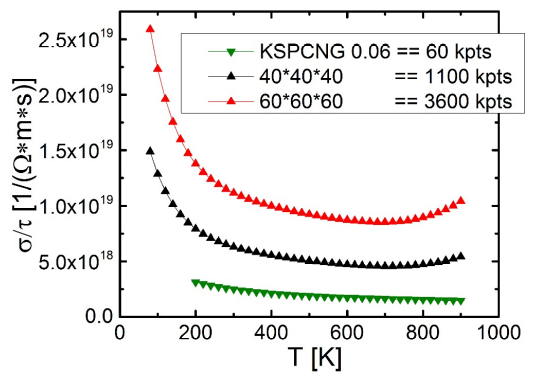 2.5x10^19
2.0x10^19
1.5x10^19
1.0x10^19
5.0x10^18
0.0
σ/τ [1/(Ω*m*s)]
KSPCNG 0.06 == 60 kpts
40*40*40 == 1100 kpts
60*60*60 == 3600 kpts
0 200 400 600 800 1000
T [K]